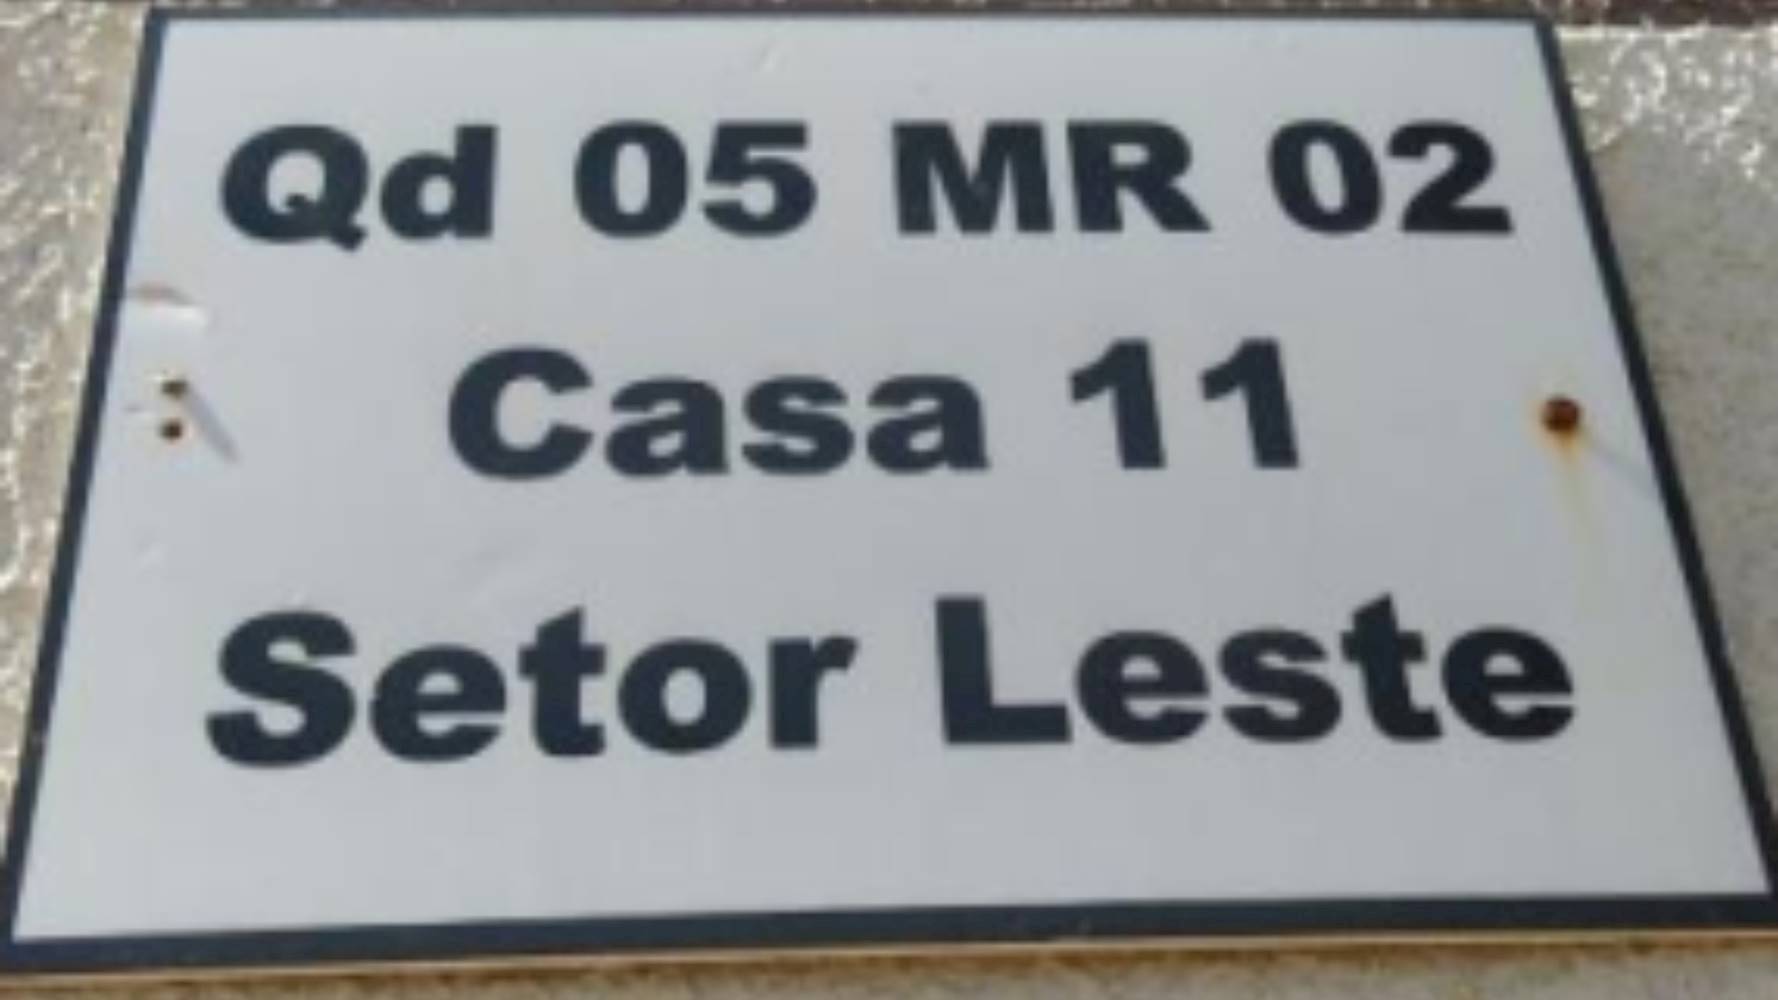 Qd 05 MR 02
Casa 11
Setor Leste